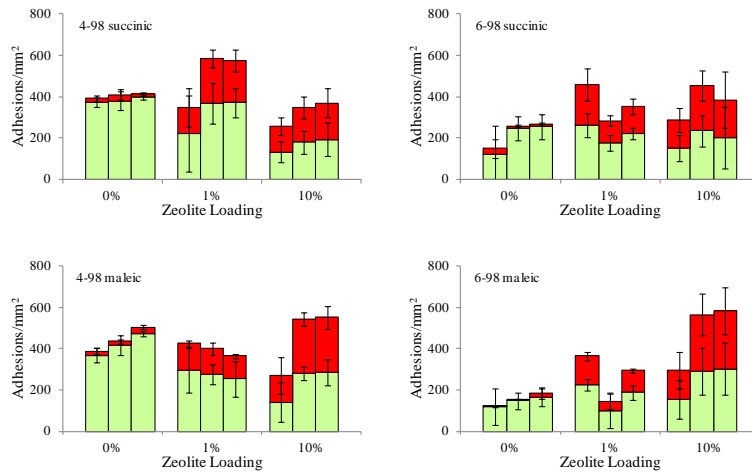 800
600
400
200
0
Adhesions/mm²
4-98 succinic
0% 1% 10%
Zeolite Loading
800
600
400
200
0
Adhesions/mm²
6-98 succinic
0% 1% 10%
Zeolite Loading
800
600
400
200
0
Adhesions/mm²
4-98 maleic
0% 1% 10%
Zeolite Loading
800
600
400
200
0
Adhesions/mm²
6-98 maleic
0% 1% 10%
Zeolite Loading